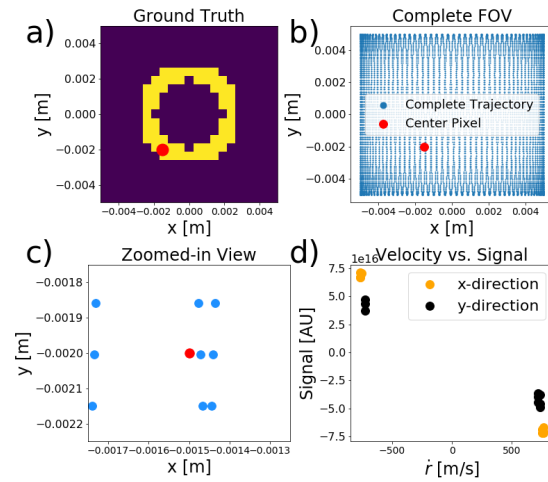 a)
Ground Truth
0.004
0.002
0.000
−0.002
−0.004
y [m]
−0.004 −0.002 0.000 0.002 0.004
x [m]
b)
Complete FOV
0.004
0.002
0.000
−0.002
−0.004
y [m]
Complete Trajectory
Center Pixel
−0.004 −0.002 0.000 0.002 0.004
x [m]
c)
Zoomed-in View
−0.0018
−0.0019
−0.0020
−0.0021
−0.0022
y [m]
−0.0017 −0.0016 −0.0015 −0.0014 −0.0013
x [m]
d)
Velocity vs. Signal
1e16
7.5
5.0
2.5
0.0
−2.5
−5.0
−7.5
Signal [AU]
x-direction
y-direction
−500 0 500
ṙ [m/s]